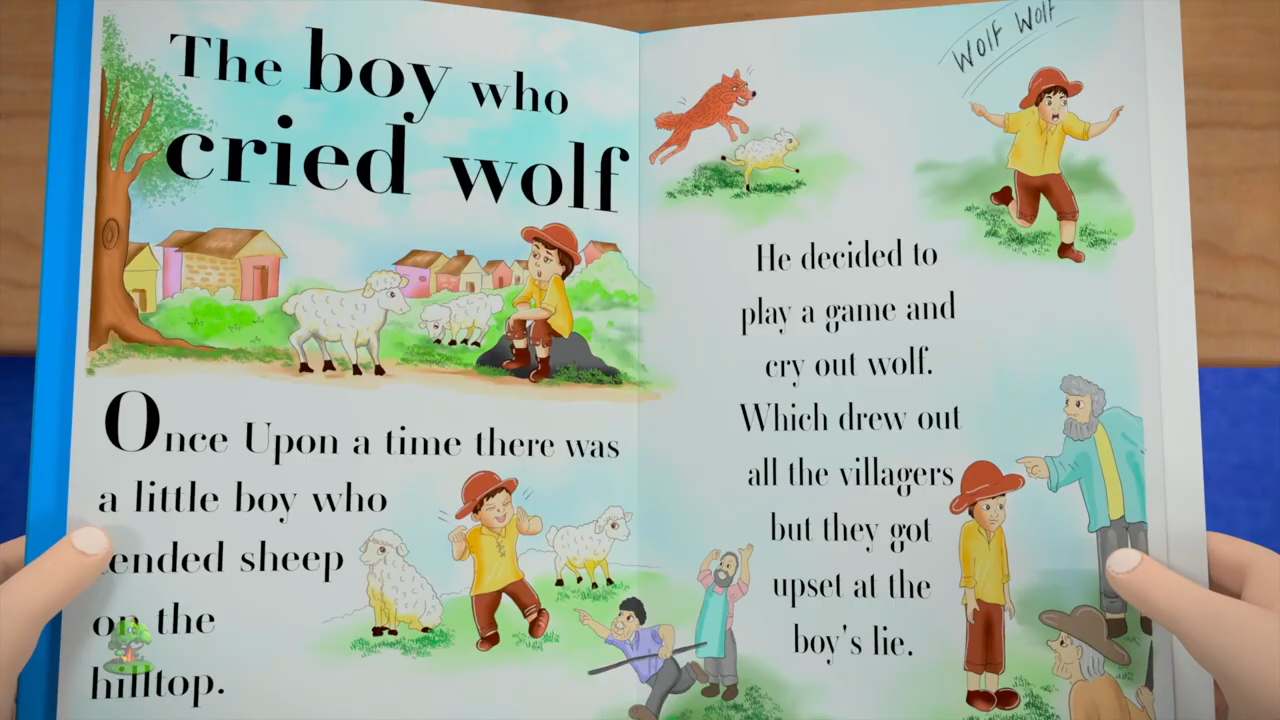 The boy who
cried wolf
Once Upon a time there was
a little boy who
tended sheep
on the
hilltop.
Wolf Wolf
He decided to
play a game and
cry out wolf.
Which drew out
all the villagers
but they got
upset at the
boy's lie.